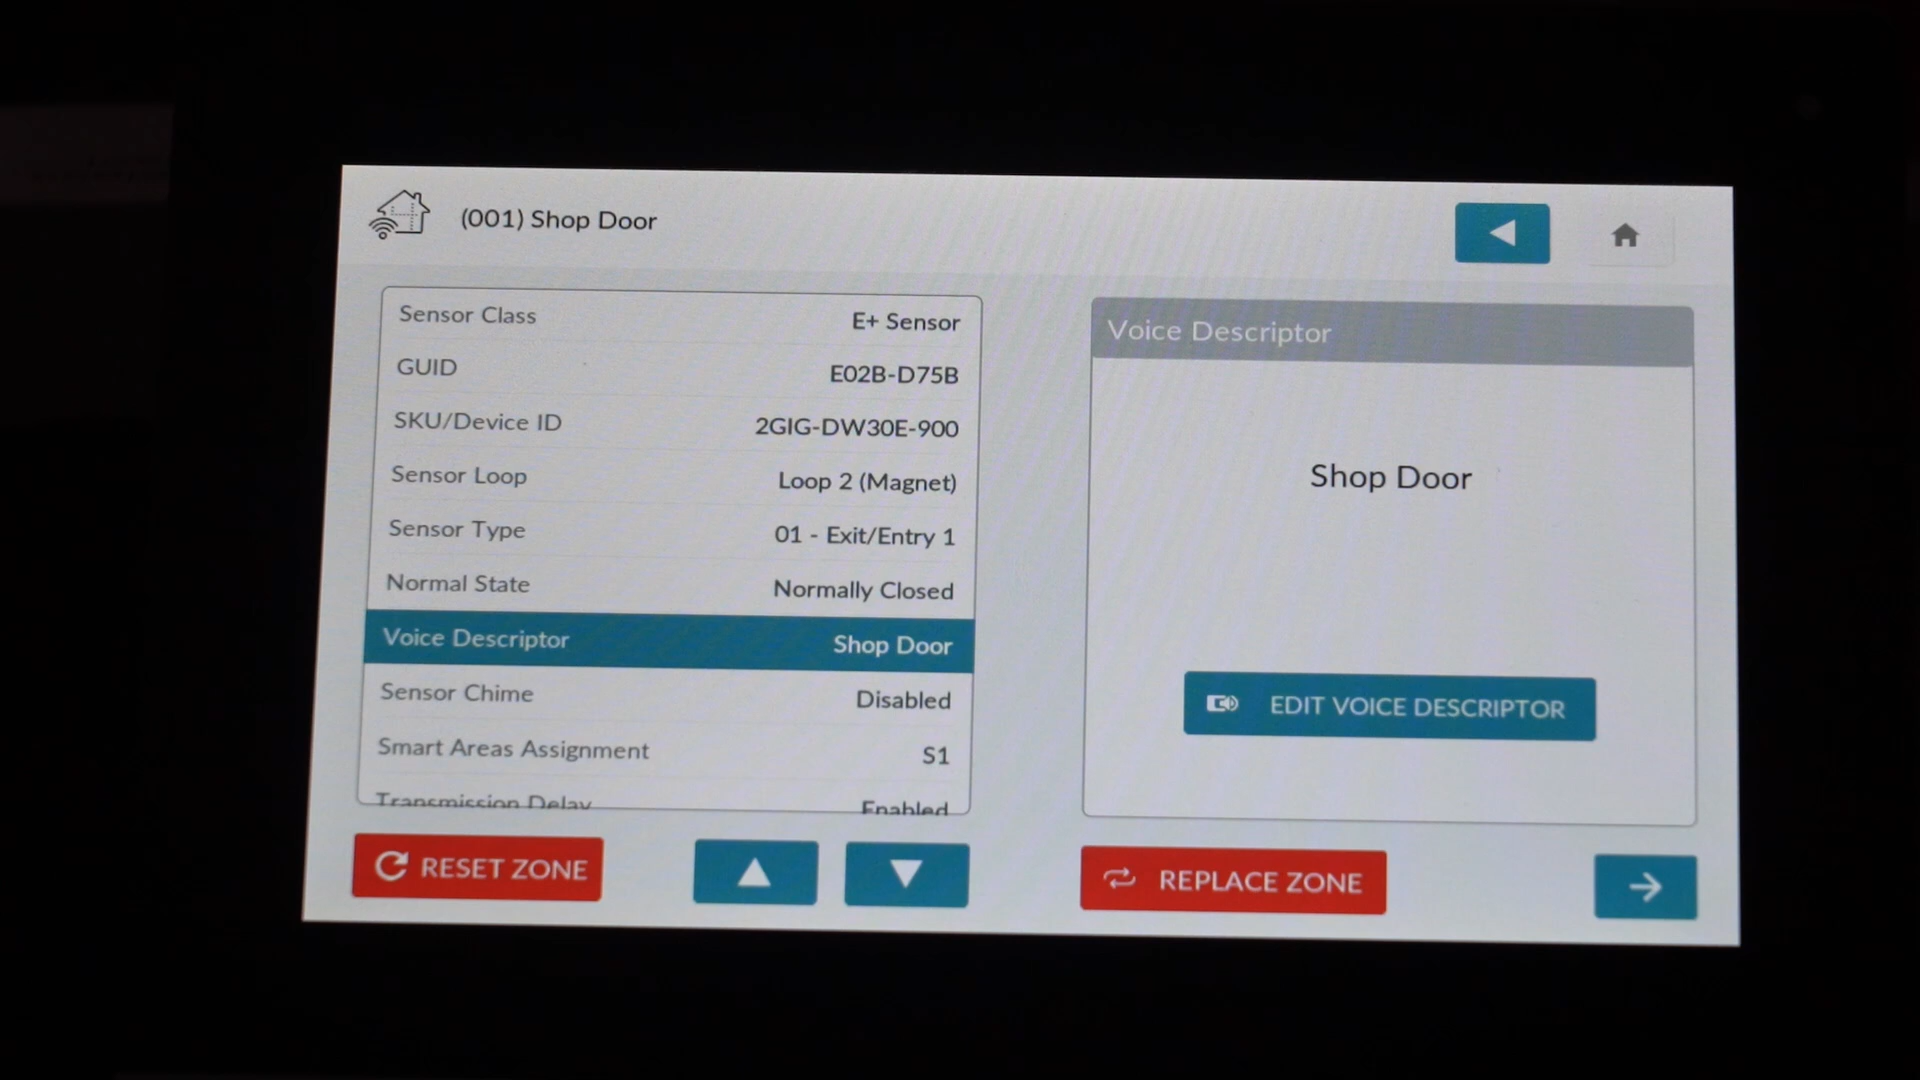 (001) Shop Door
Sensor Class E+ Sensor
GUID E02B-D75B
SKU/Device ID 2GIG-DW30E-900
Sensor Loop Loop 2 (Magnet)
Sensor Type 01 - Exit/Entry 1
Normal State Normally Closed
Voice Descriptor Shop Door
Sensor Chime Disabled
Smart Areas Assignment S1
Transmission Delay Enabled
RESET ZONE
Voice Descriptor
Shop Door
EDIT VOICE DESCRIPTOR
REPLACE ZONE